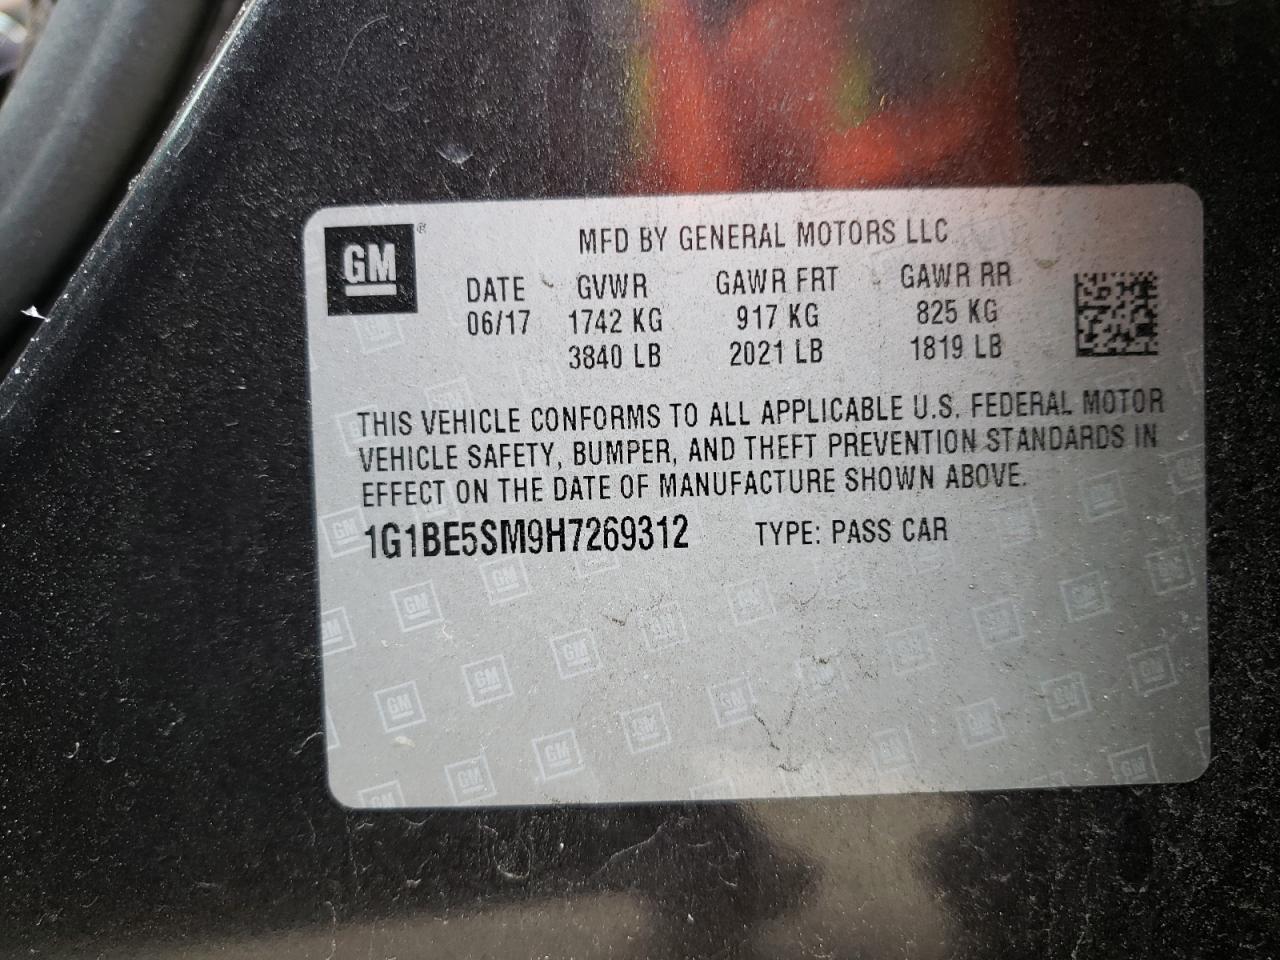 GM ®
MFD BY GENERAL MOTORS LLC
DATE GVWR GAWR FRT GAWR RR
06/17 1742 KG 917 KG 825 KG
3840 LB 2021 LB 1819 LB
THIS VEHICLE CONFORMS TO ALL APPLICABLE U.S. FEDERAL MOTOR
VEHICLE SAFETY, BUMPER, AND THEFT PREVENTION STANDARDS IN
EFFECT ON THE DATE OF MANUFACTURE SHOWN ABOVE.
1G1BE5SM9H7269312 TYPE: PASS CAR